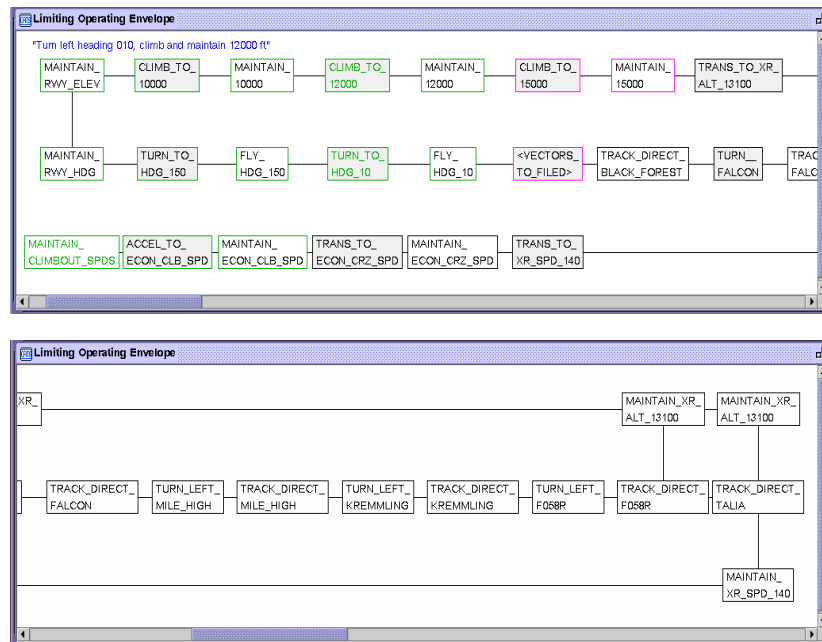 Limiting Operating Envelope
"Turn left heading 010, climb and maintain 12000 ft"
MAINTAIN_ CLIMB_TO_ MAINTAIN_ CLIMB_TO_ MAINTAIN_ CLIMB_TO_ MAINTAIN_ TRANS_TO_XR_
RWY_ELEV 10000 10000 12000 12000 15000 15000 ALT_13100
MAINTAIN_ TURN_TO_ FLY_ TURN_TO_ FLY_ <VECTORS_ TRACK_DIRECT_ TURN__ TRAC
RWY_HDG HDG_150 HDG_150 HDG_10 HDG_10 TO_FILED> BLACK_FOREST FALCON FALC
MAINTAIN_ ACCEL_TO_ MAINTAIN_ TRANS_TO_ MAINTAIN_ TRANS_TO_
CLIMBOUT_SPDS ECON_CLB_SPD ECON_CLB_SPD ECON_CRZ_SPD ECON_CRZ_SPD XR_SPD_140
Limiting Operating Envelope
XR_ MAINTAIN_XR_ MAINTAIN_XR_
ALT_13100 ALT_13100
TRACK_DIRECT_ TURN_LEFT_ TRACK_DIRECT_ TURN_LEFT_ TRACK_DIRECT_ TURN_LEFT_ TRACK_DIRECT_ TRACK_DIRECT_
FALCON MILE_HIGH MILE_HIGH KREMMLING KREMMLING F058R F058R TALIA
MAINTAIN_
XR_SPD_140